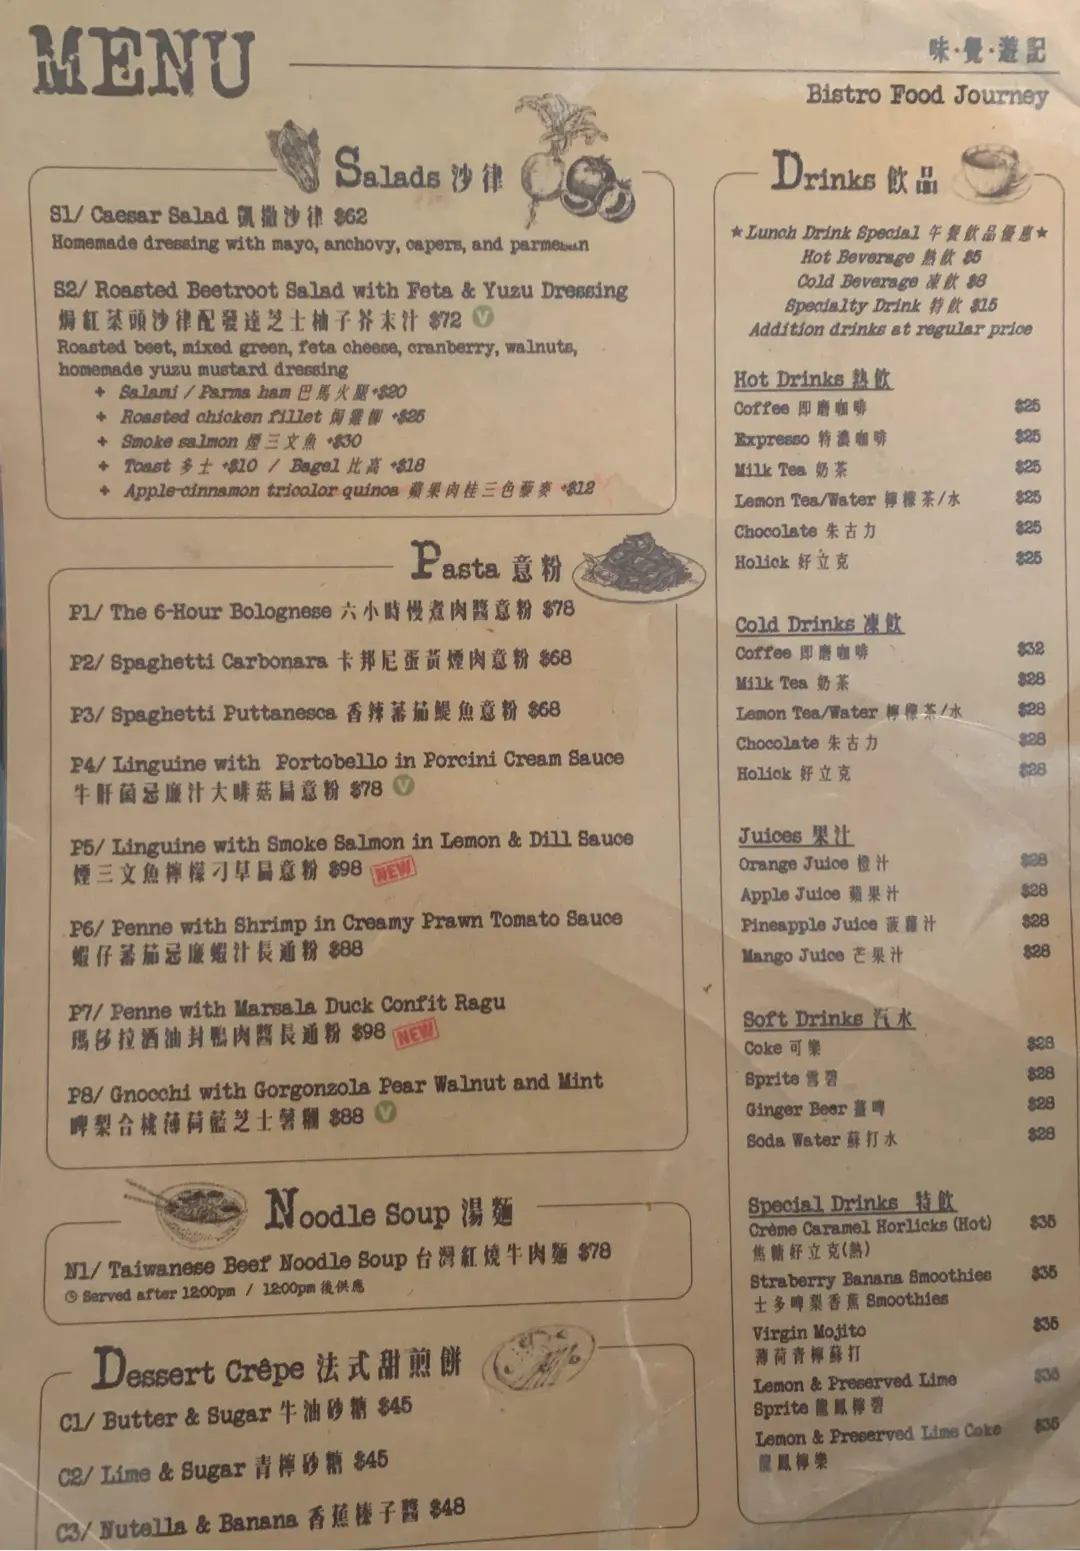 MENU
味·覺·遊記
Bistro Food Journey
Salads 沙律
S1/ Caesar Salad 凱撒沙律 $62
Homemade dressing with mayo, anchovy, capers, and parmesan
S2/ Roasted Beetroot Salad with Feta & Yuzu Dressing
焗紅菜頭沙律配發達芝士柚子芥末汁 $72 V
Roasted beet, mixed green, feta cheese, cranberry, walnuts,
homemade yuzu mustard dressing
+ Salami / Parma ham 巴馬火腿 +$20
+ Roasted chicken fillet 焗雞柳 +$25
+ Smoke salmon 煙三文魚 +$30
+ Toast 多士 +$10 / Bagel 比高 +$18
+ Apple-cinnamon tricolor quinoa 蘋果肉桂三色藜麥 +$12
Pasta 意粉
P1/ The 6-Hour Bolognese 六小時慢煮肉醬意粉 $78
P2/ Spaghetti Carbonara 卡邦尼蛋黃煙肉意粉 $68
P3/ Spaghetti Puttanesca 香辣蕃茄鯷魚意粉 $68
P4/ Linguine with Portobello in Porcini Cream Sauce
牛肝菌忌廉汁大啡菇扁意粉 $78 V
P5/ Linguine with Smoke Salmon in Lemon & Dill Sauce
煙三文魚檸檬刁草扁意粉 $98 NEW
P6/ Penne with Shrimp in Creamy Prawn Tomato Sauce
蝦仔蕃茄忌廉蝦汁長通粉 $88
P7/ Penne with Marsala Duck Confit Ragu
瑪莎拉酒油封鴨肉醬長通粉 $98 NEW
P8/ Gnocchi with Gorgonzola Pear Walnut and Mint
啤梨合桃薄荷藍芝士薯糰 $88 V
Noodle Soup 湯麵
N1/ Taiwanese Beef Noodle Soup 台灣紅燒牛肉麵 $78
Served after 12:00pm / 12:00pm 後供應
Dessert Crêpe 法式甜煎餅
C1/ Butter & Sugar 牛油砂糖 $45
C2/ Lime & Sugar 青檸砂糖 $45
C3/ Nutella & Banana 香蕉榛子醬 $48
Drinks 飲品
★Lunch Drink Special 午餐飲品優惠★
Hot Beverage 熱飲 $5
Cold Beverage 凍飲 $8
Specialty Drink 特飲 $15
Addition drinks at regular price
Hot Drinks 熱飲
Coffee 即磨咖啡 $25
Expresso 特濃咖啡 $25
Milk Tea 奶茶 $25
Lemon Tea/Water 檸檬茶/水 $25
Chocolate 朱古力 $25
Holick 好立克 $25
Cold Drinks 凍飲
Coffee 即磨咖啡 $32
Milk Tea 奶茶 $28
Lemon Tea/Water 檸檬茶/水 $28
Chocolate 朱古力 $28
Holick 好立克 $28
Juices 果汁
Orange Juice 橙汁 $28
Apple Juice 蘋果汁 $28
Pineapple Juice 菠蘿汁 $28
Mango Juice 芒果汁 $28
Soft Drinks 汽水
Coke 可樂 $28
Sprite 雪碧 $28
Ginger Beer 薑啤 $28
Soda Water 蘇打水 $28
Special Drinks 特飲
Crème Caramel Horlicks (Hot) $35
焦糖好立克(熱)
Straberry Banana Smoothies $35
士多啤梨香蕉 Smoothies
Virgin Mojito $35
薄荷青檸蘇打
Lemon & Preserved Lime $35
Sprite 龍鳳檸碧
Lemon & Preserved Lime Coke $35
龍鳳檸樂